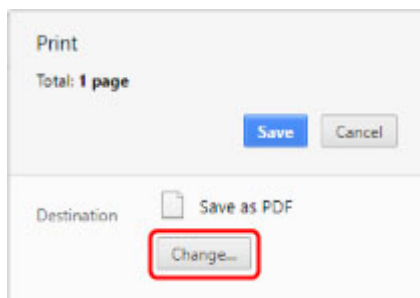 Print
Total: 1 page
Save Cancel
Destination Save as PDF
Change...